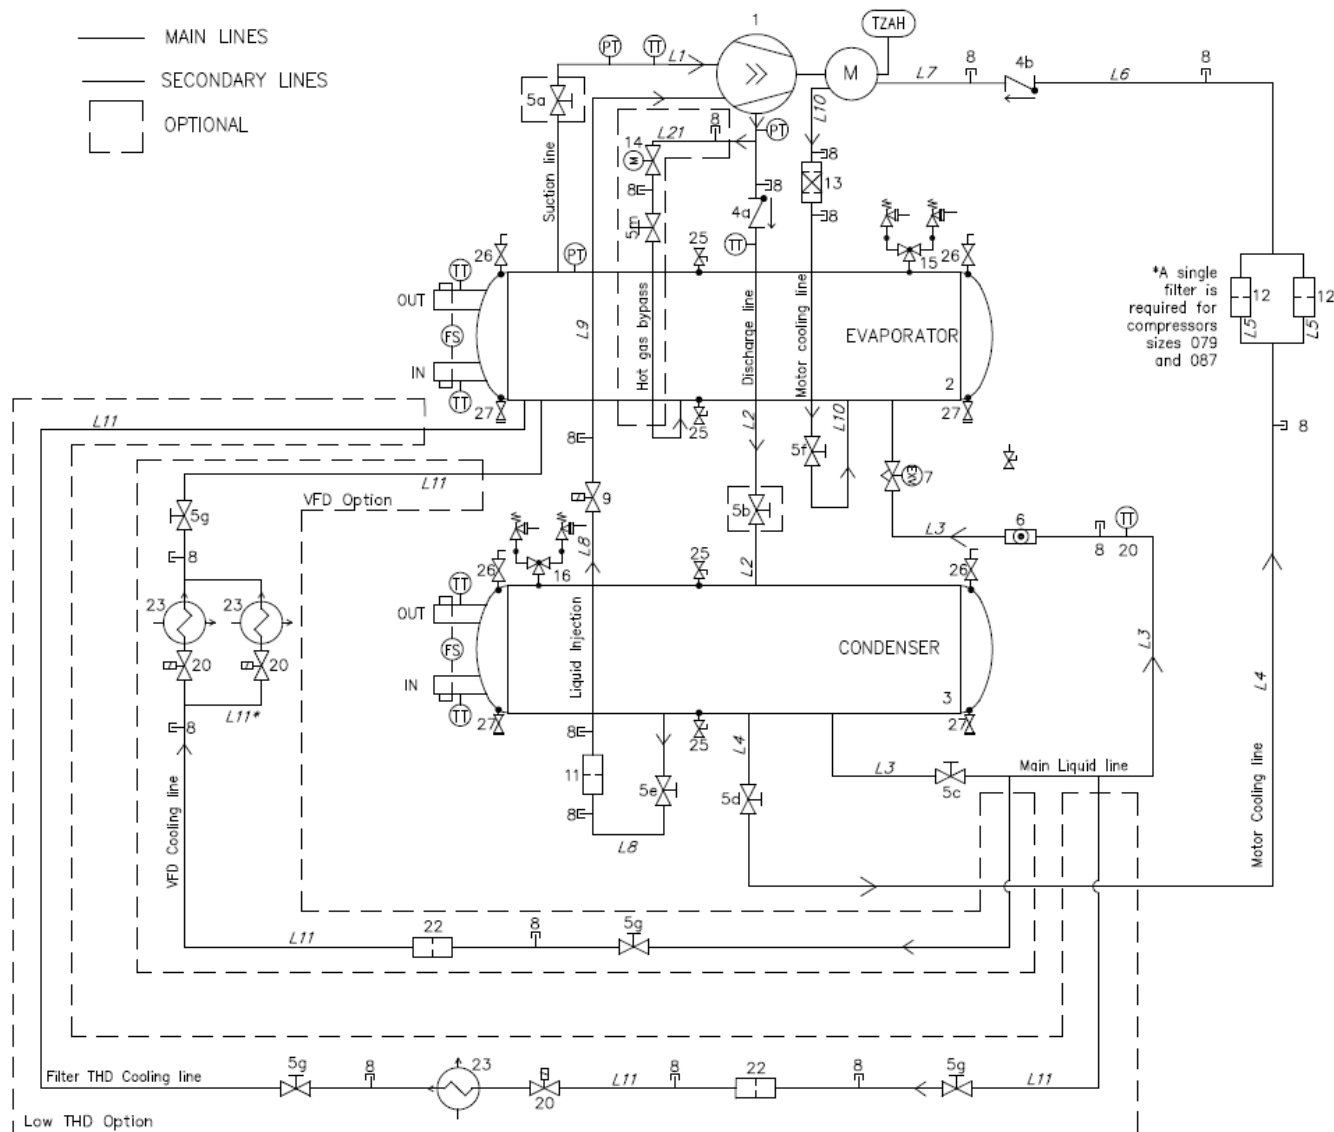 MAIN LINES
SECONDARY LINES
OPTIONAL
1
TZAH
PT
TT
L1
M
L7
8
4b
L6
8
5a
L10
8
L21
PT
14
M
8
13
8
8
4a
8
Suction line
5m
TT
25
15
26
26
PT
TT
OUT
FS
IN
TT
27
L9
Hot gas bypass
Discharge line
Motor cooling line
EVAPORATOR
2
27
*A single
filter is
required for
compressors
sizes 079
and 087
12
12
L5
L5
L11
8
25
L2
5f
L10
EXV
7
8
L11
VFD Option
5g
9
5b
L3
6
8
TT
20
8
L8
16
25
L2
26
26
23
23
TT
OUT
FS
IN
TT
27
Liquid Injection
CONDENSER
3
27
L3
L4
20
20
L11*
8
8
25
L4
11
5e
5d
L3
5c
Main Liquid line
8
L8
VFD Cooling line
Motor Cooling line
L11
22
8
5g
Filter THD Cooling line
5g
8
23
20
L11
8
22
8
5g
L11
Low THD Option